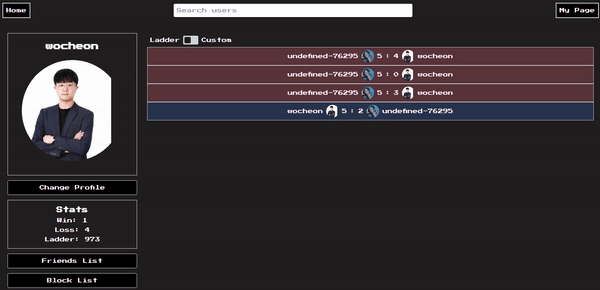 Home
Search users
My Page
wocheon
Change Profile
Stats
Win: 1
Loss: 4
Ladder: 973
Friends List
Block List
Ladder Custom
undefined-76295 5 : 4 wocheon
undefined-76295 5 : 0 wocheon
undefined-76295 5 : 3 wocheon
wocheon 5 : 2 undefined-76295